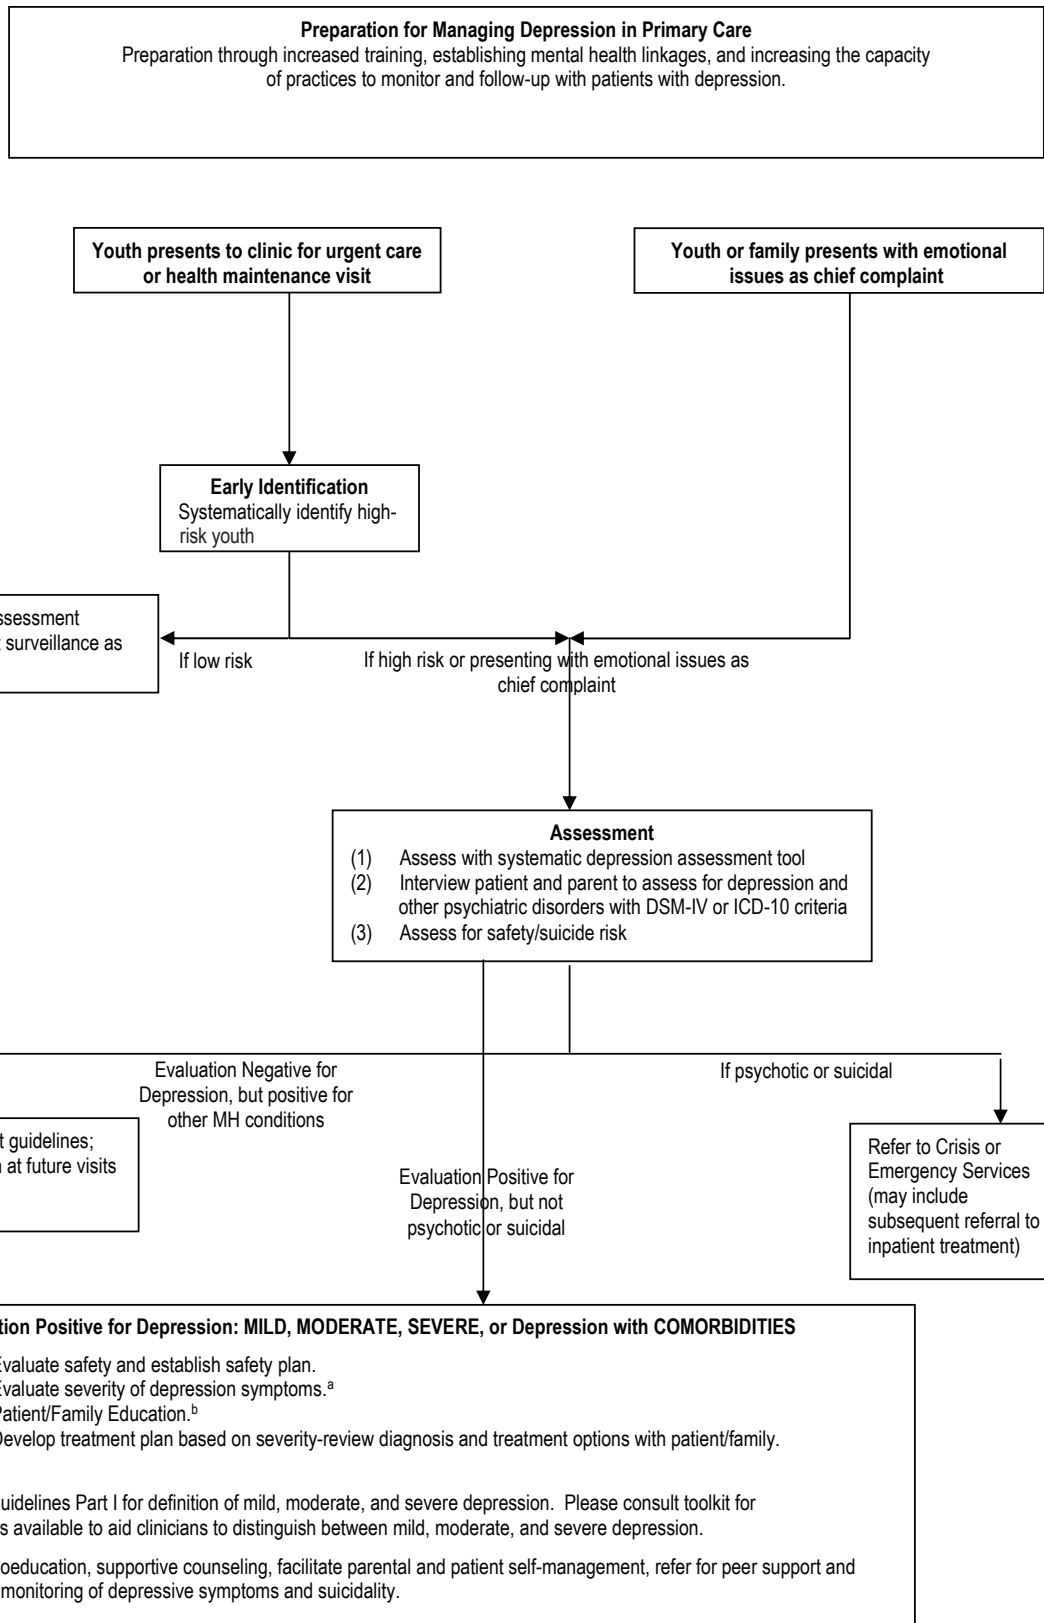 Preparation for Managing Depression in Primary Care
Preparation through increased training, establishing mental health linkages, and increasing the capacity
of practices to monitor and follow-up with patients with depression.
Youth presents to clinic for urgent care
or health maintenance visit
Youth or family presents with emotional
issues as chief complaint
Early Identification
Systematically identify high-
risk youth
ssessment
surveillance as
If low risk
If high risk or presenting with emotional issues as
chief complaint
Assessment
(1) Assess with systematic depression assessment tool
(2) Interview patient and parent to assess for depression and
other psychiatric disorders with DSM-IV or ICD-10 criteria
(3) Assess for safety/suicide risk
Evaluation Negative for
Depression, but positive for
other MH conditions
If psychotic or suicidal
t guidelines;
at future visits
Evaluation Positive for
Depression, but not
psychotic or suicidal
Refer to Crisis or
Emergency Services
(may include
subsequent referral to
inpatient treatment)
tion Positive for Depression: MILD, MODERATE, SEVERE, or Depression with COMORBIDITIES
Evaluate safety and establish safety plan.
Evaluate severity of depression symptoms.ᵃ
Patient/Family Education.ᵇ
Develop treatment plan based on severity-review diagnosis and treatment options with patient/family.
uidelines Part I for definition of mild, moderate, and severe depression. Please consult toolkit for
s available to aid clinicians to distinguish between mild, moderate, and severe depression.
oeducation, supportive counseling, facilitate parental and patient self-management, refer for peer support and
monitoring of depressive symptoms and suicidality.